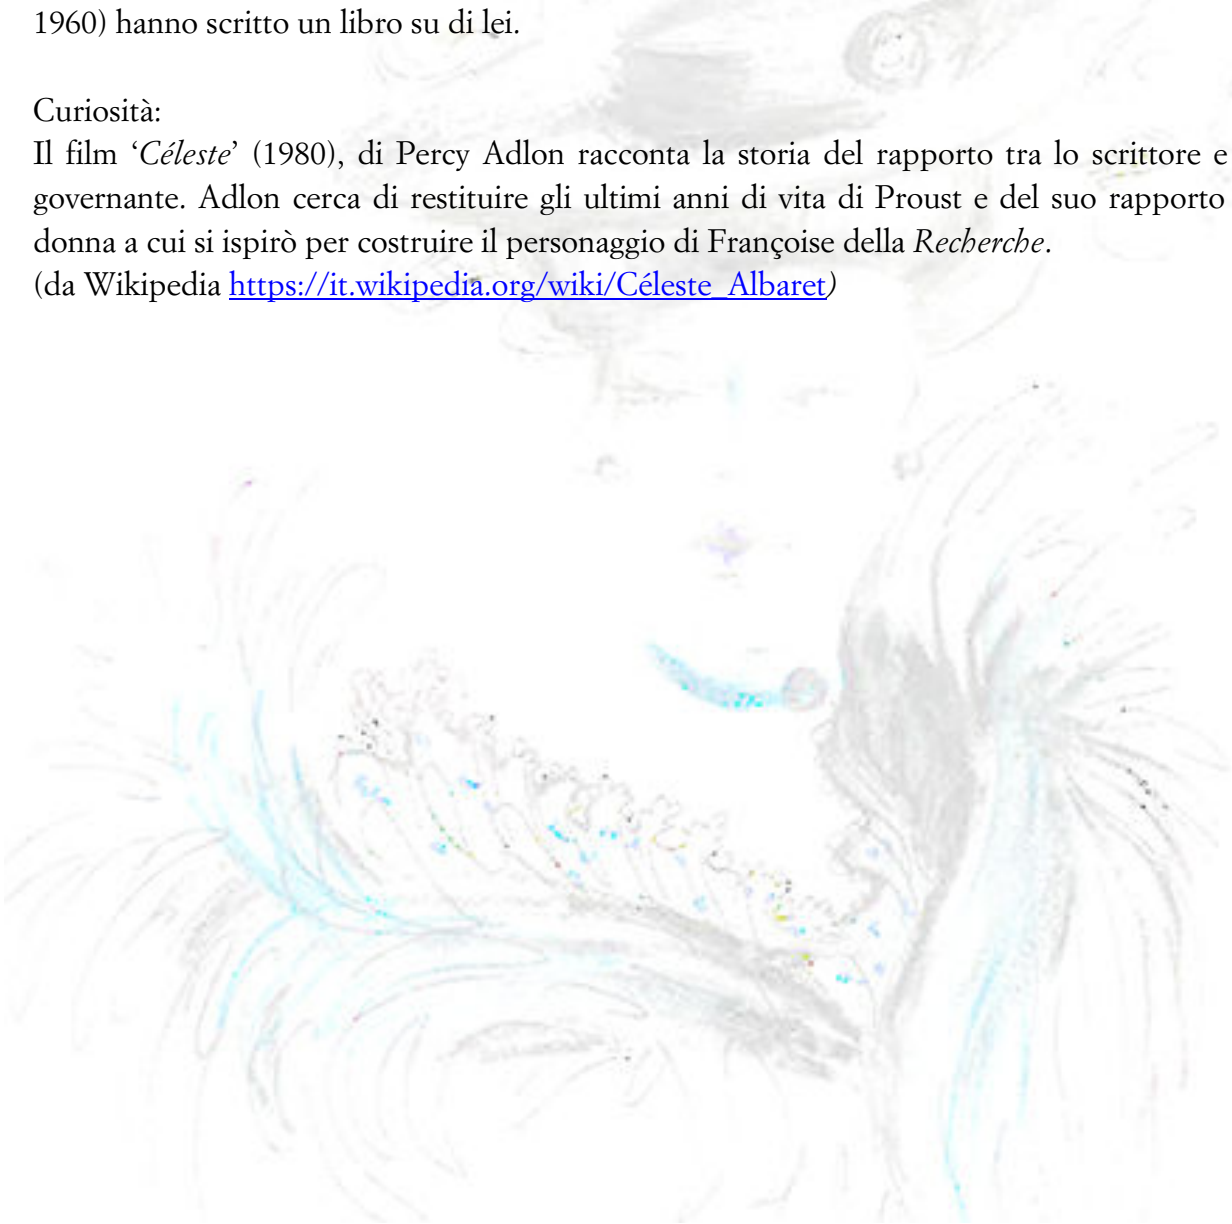 1960) hanno scritto un libro su di lei.
Curiosità:
Il film ‘Céleste’ (1980), di Percy Adlon racconta la storia del rapporto tra lo scrittore e
governante. Adlon cerca di restituire gli ultimi anni di vita di Proust e del suo rapporto
donna a cui si ispirò per costruire il personaggio di Françoise della Recherche.
(da Wikipedia https://it.wikipedia.org/wiki/Céleste_Albaret)